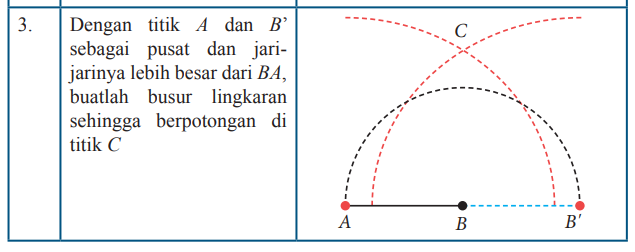 3.
Dengan titik A dan B’
sebagai pusat dan jari-
jarinya lebih besar dari BA,
buatlah busur lingkaran
sehingga berpotongan di
titik C
C
A
B
B'